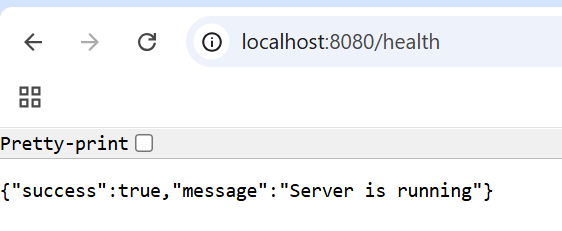 localhost:8080/health
Pretty-print
{"success":true,"message":"Server is running"}